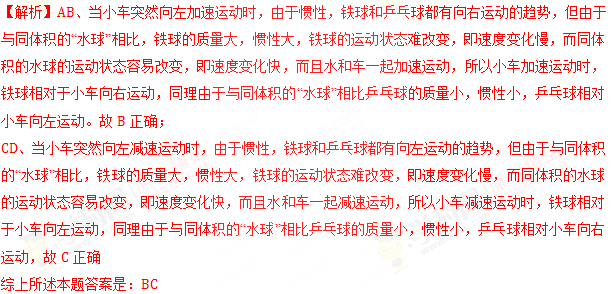 【解析】AB、当小车突然向左加速运动时，由于惯性，铁球和乒乓球都有向右运动的趋势，但由于
与同体积的“水球”相比，铁球的质量大，惯性大，铁球的运动状态难改变，即速度变化慢，而同体
积的水球的运动状态容易改变，即速度变化快，而且水和车一起加速运动，所以小车加速运动时，
铁球相对于小车向右运动，同理由于与同体积的“水球”相比乒乓球的质量小，惯性小，乒乓球相对
小车向左运动。故 B 正确；
CD、当小车突然向左减速运动时，由于惯性，铁球和乒乓球都有向左运动的趋势，但由于与同体积
的“水球”相比，铁球的质量大，惯性大，铁球的运动状态难改变，即速度变化慢，而同体积的水球
的运动状态容易改变，即速度变化快，而且水和车一起减速运动，所以小车减速运动时，铁球相对
于小车向左运动，同理由于与同体积的“水球”相比乒乓球的质量小，惯性小，乒乓球相对小车向右
运动，故 C 正确
综上所述本题答案是：BC